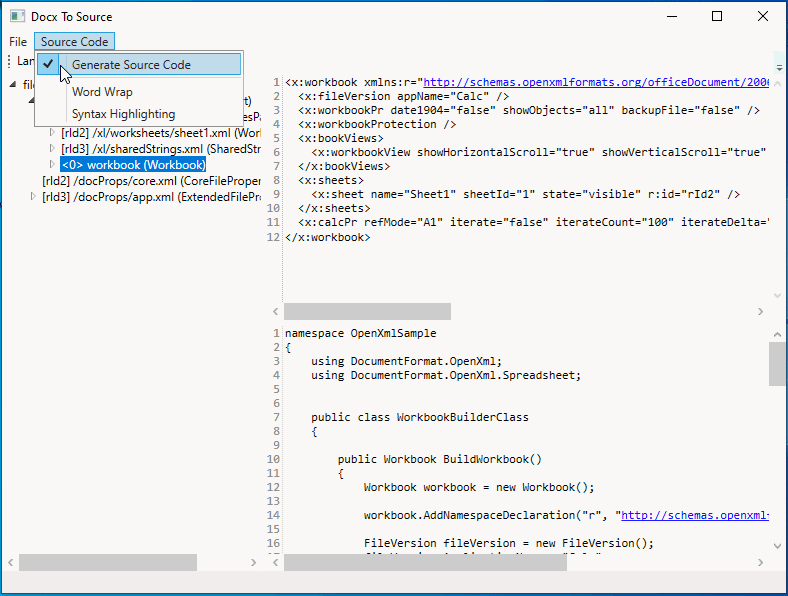 Docx To Source
File Source Code
Generate Source Code
Word Wrap
Syntax Highlighting
[rId2] /xl/worksheets/sheet1.xml (Worl
[rId3] /xl/sharedStrings.xml (SharedStr
<0> workbook (Workbook)
[rId2] /docProps/core.xml (CoreFilePropert
[rId3] /docProps/app.xml (ExtendedFilePro
1 <x:workbook xmlns:r="http://schemas.openxmlformats.org/officeDocument/2006
2 <x:fileVersion appName="Calc" />
3 <x:workbookPr date1904="false" showObjects="all" backupFile="false" />
4 <x:workbookProtection />
5 <x:bookViews>
6 <x:workbookView showHorizontalScroll="true" showVerticalScroll="true"
7 </x:bookViews>
8 <x:sheets>
9 <x:sheet name="Sheet1" sheetId="1" state="visible" r:id="rId2" />
10 </x:sheets>
11 <x:calcPr refMode="A1" iterate="false" iterateCount="100" iterateDelta="
12 </x:workbook>
1 namespace OpenXmlSample
2 {
3 using DocumentFormat.OpenXml;
4 using DocumentFormat.OpenXml.Spreadsheet;
5
6
7 public class WorkbookBuilderClass
8 {
9
10 public Workbook BuildWorkbook()
11 {
12 Workbook workbook = new Workbook();
13
14 workbook.AddNamespaceDeclaration("r", "http://schemas.openxml
15
16 FileVersion fileVersion = new FileVersion();